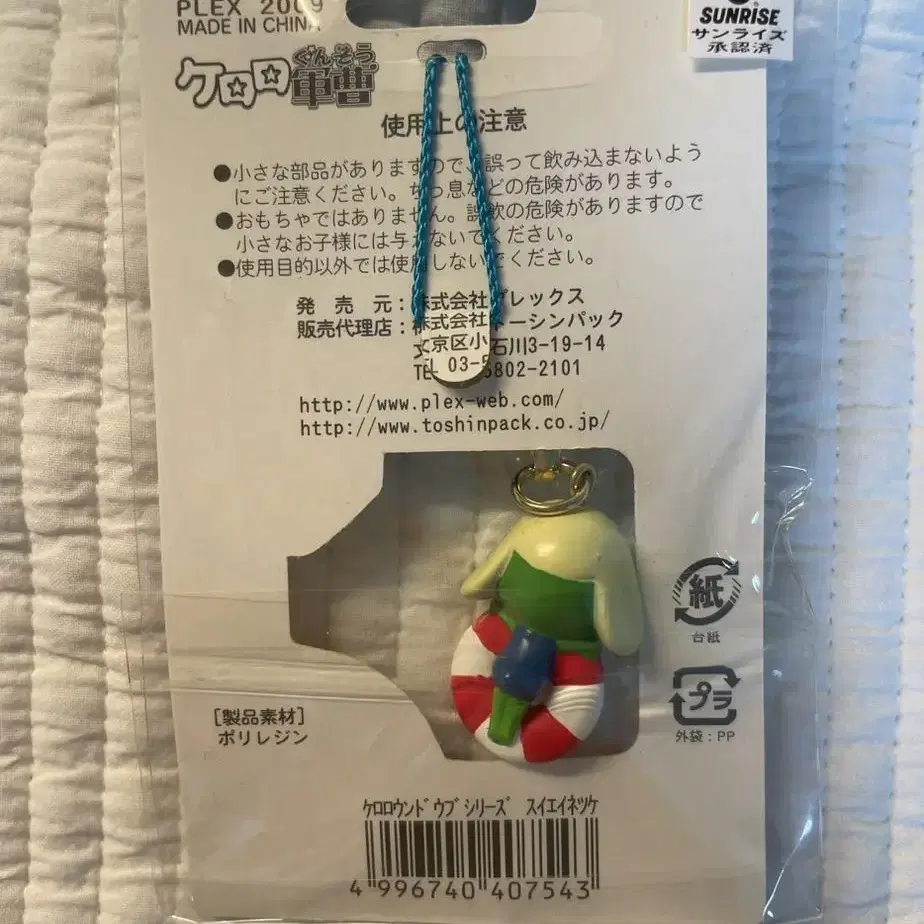 PLEX 2009
MADE IN CHINA
SUNRISE
サンライズ
承認済
ぐんそう
ケロロ軍曹
使用上の注意
●小さな部品がありますので 誤って飲み込まないよう
にご注意ください。ちっ息などの危険があります。
●おもちゃではありません。誤飲の危険がありますので
小さなお子様には与えないでください。
●使用目的以外では使用しないでください。
発売元:株式会社プレックス
販売代理店:株式会社トーシンパック
文京区小石川3-19-14
TEL 03-5802-2101
http://www.plex-web.com/
http://www.toshinpack.co.jp/
紙
台紙
プラ
外袋:PP
[製品素材]
ポリレジン
ケロロウンドウブシリーズ スイエイネツケ
4 996740 407543